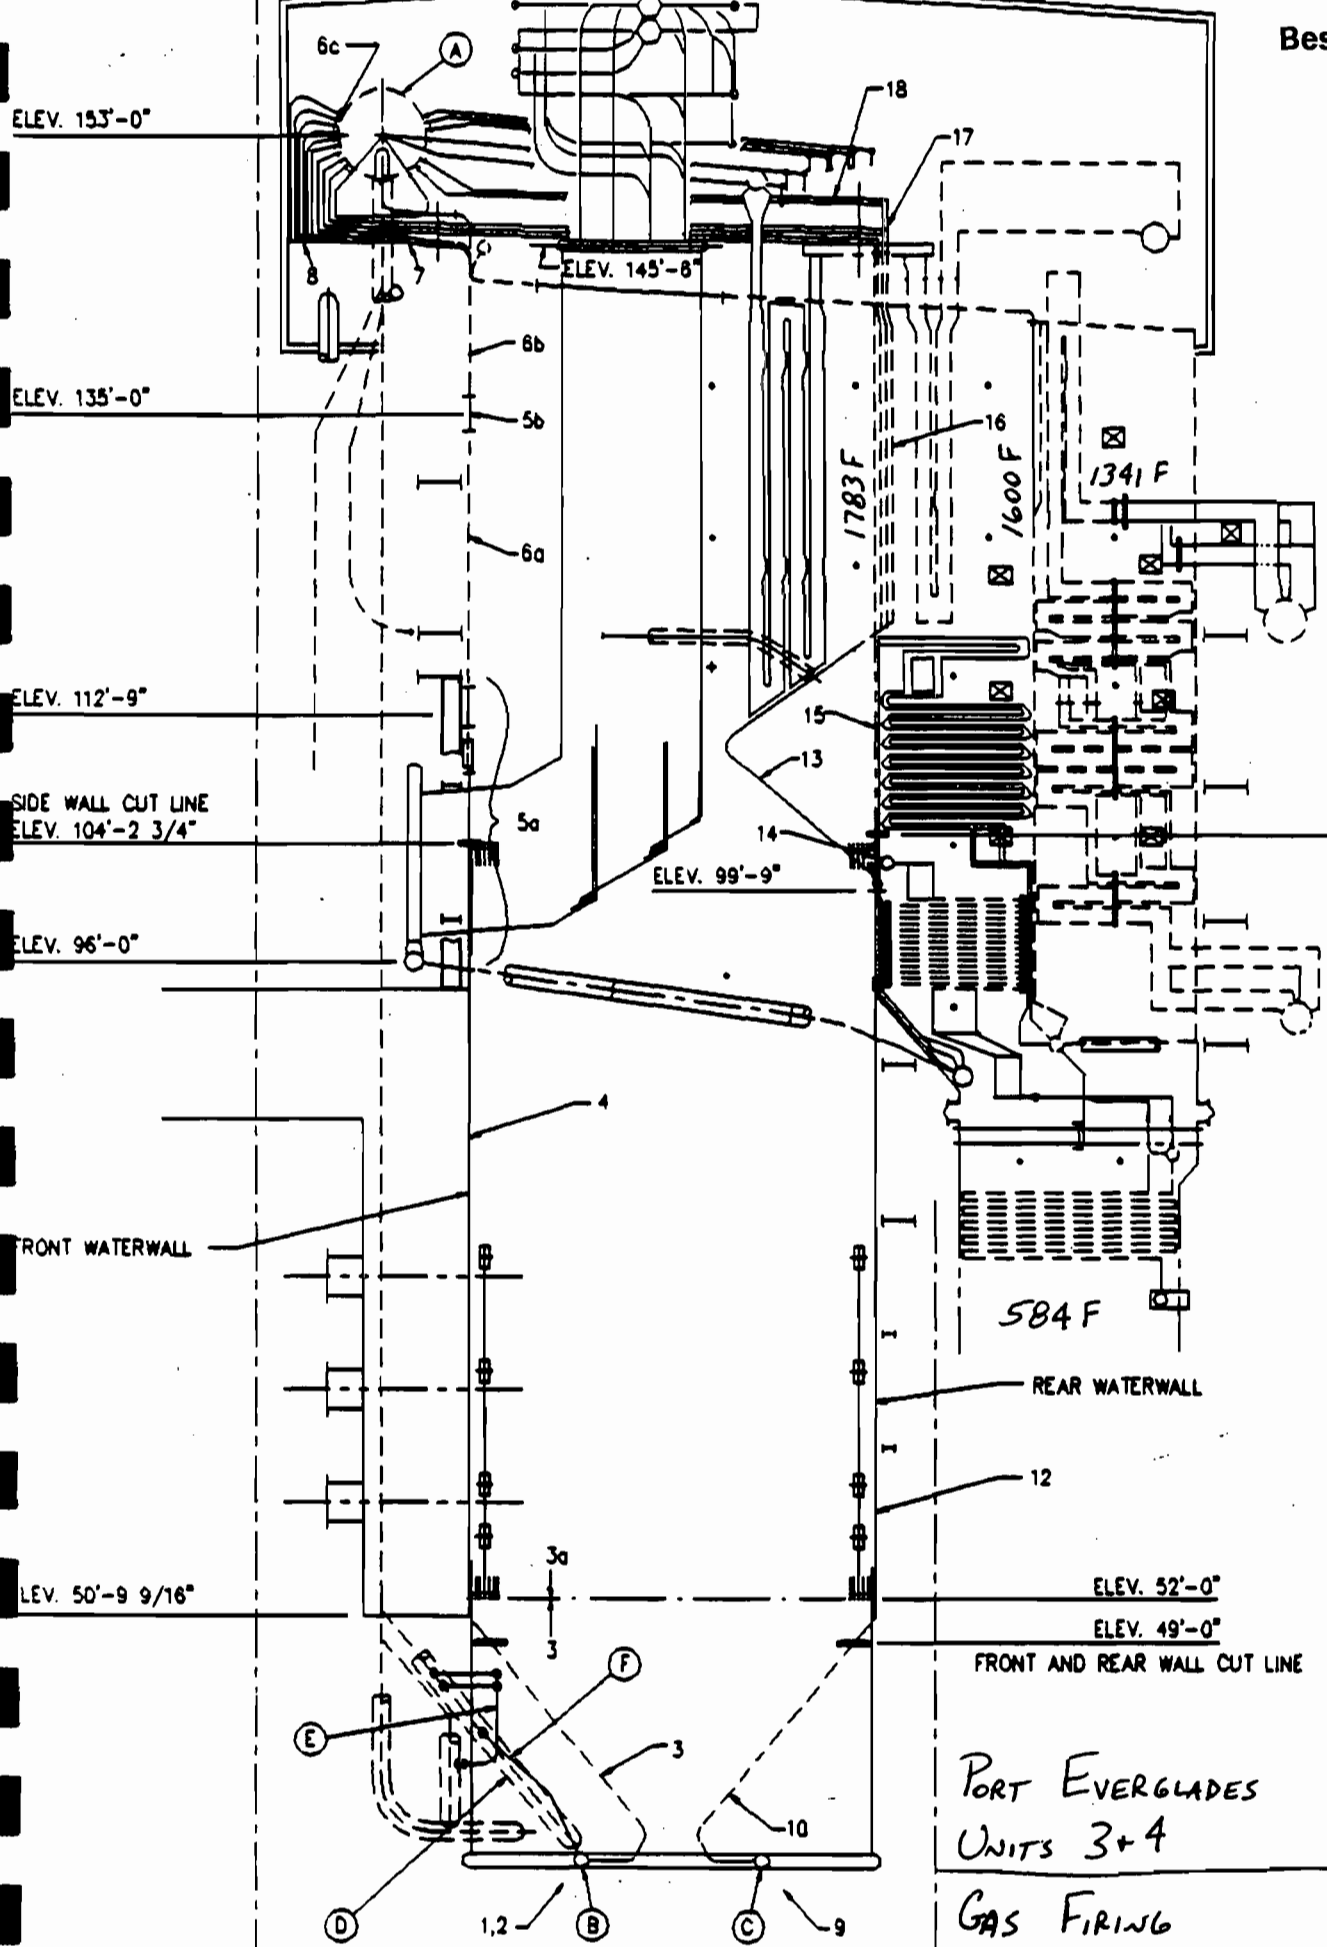 Bes
6c
A
ELEV. 153'-0"
18
17
8
7
ELEV. 145'-6"
6b
ELEV. 135'-0"
5b
16
1783 F
1600 F
1341 F
6a
ELEV. 112'-9"
15
13
SIDE WALL CUT LINE
ELEV. 104'-2 3/4"
5a
14
ELEV. 99'-9"
ELEV. 96'-0"
4
FRONT WATERWALL
584 F
REAR WATERWALL
12
3a
LEV. 50'-9 9/16"
ELEV. 52'-0"
3
ELEV. 49'-0"
FRONT AND REAR WALL CUT LINE
F
E
3
10
PORT EVERGLADES
UNITS 3+4
D
1,2
B
C
9
GAS FIRING